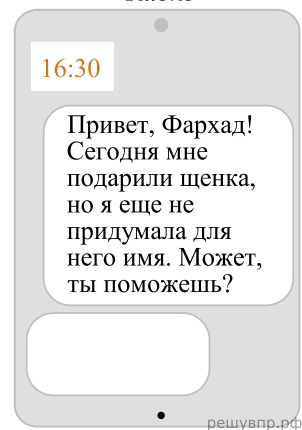 16:30
Привет, Фархад!
Сегодня мне
подарили щенка,
но я еще не
придумала для
него имя. Может,
ты поможешь?
решувпр.рф